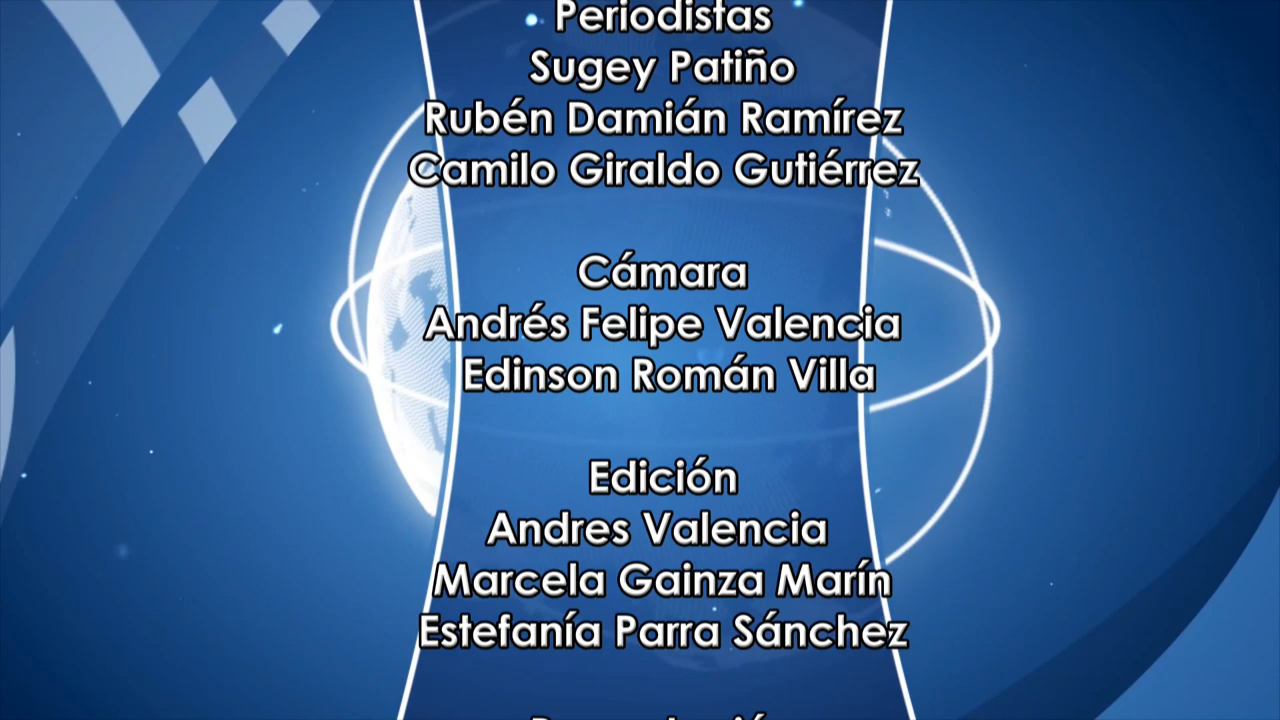 Periodistas
Sugey Patiño
Rubén Damián Ramírez
Camilo Giraldo Gutiérrez
Cámara
Andrés Felipe Valencia
Edinson Román Villa
Edición
Andres Valencia
Marcela Gainza Marín
Estefanía Parra Sánchez